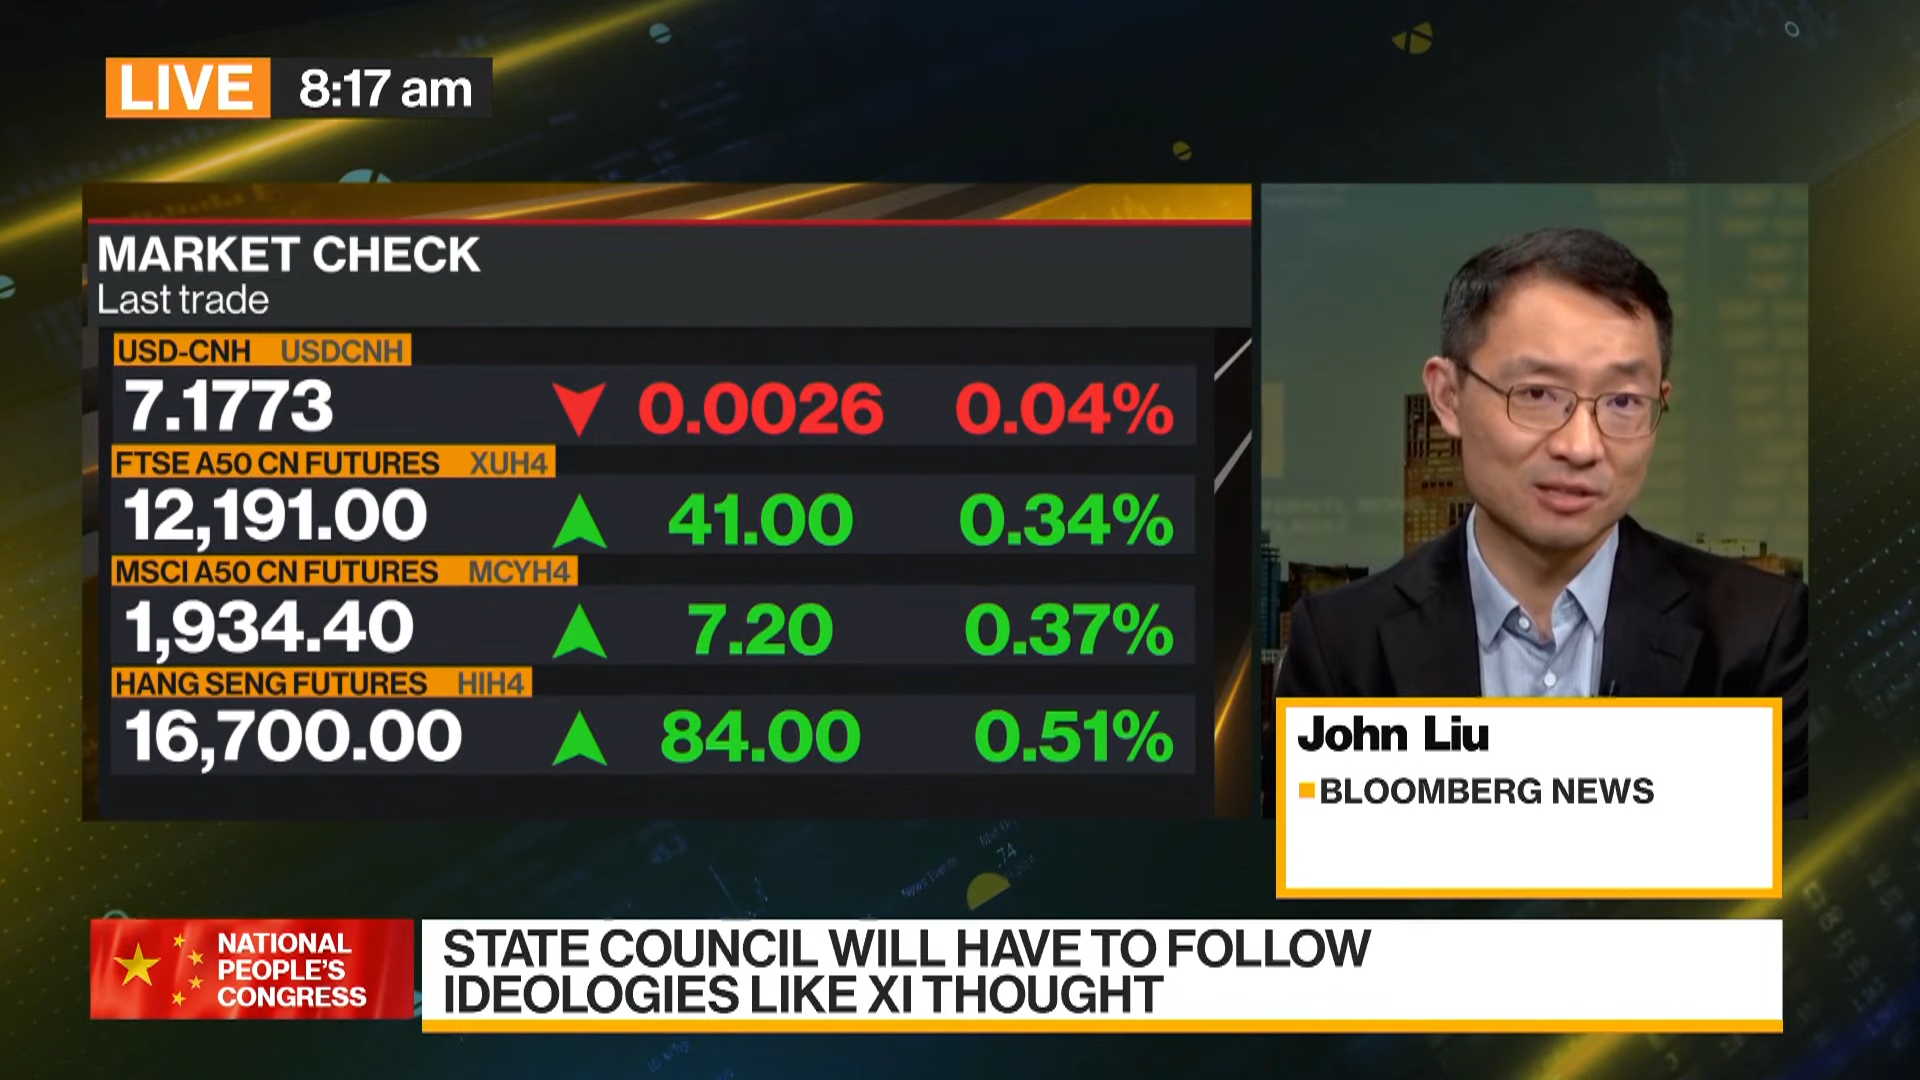 LIVE 8:17 am
MARKET CHECK
Last trade
USD-CNH USDCNH
7.1773 0.0026 0.04%
FTSE A50 CN FUTURES XUH4
12,191.00 41.00 0.34%
MSCI A50 CN FUTURES MCYH4
1,934.40 7.20 0.37%
HANG SENG FUTURES HIH4
16,700.00 84.00 0.51%
John Liu
BLOOMBERG NEWS
NATIONAL
PEOPLE'S
CONGRESS
STATE COUNCIL WILL HAVE TO FOLLOW
IDEOLOGIES LIKE XI THOUGHT